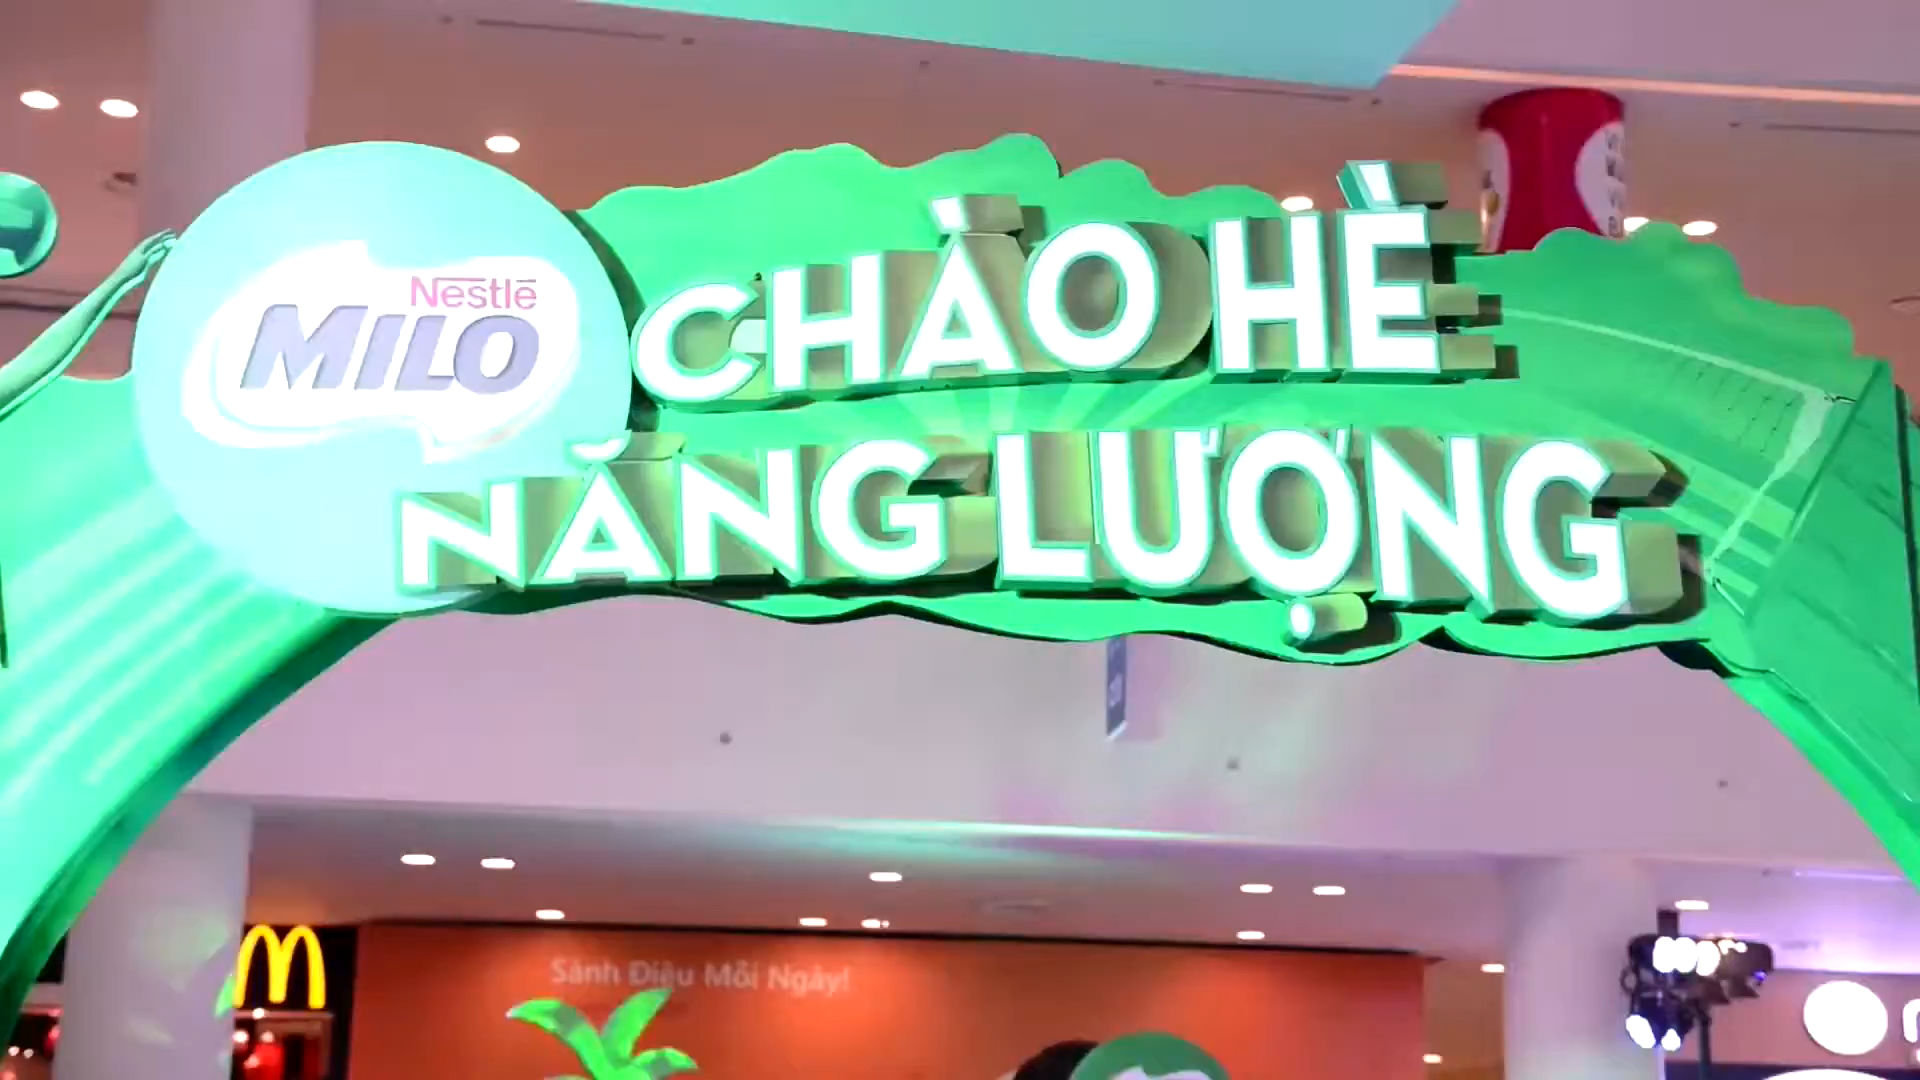 Nestlé
MILO
CHÀO HÈ
NĂNG LƯỢNG
Sành Điệu Mỗi Ngày!